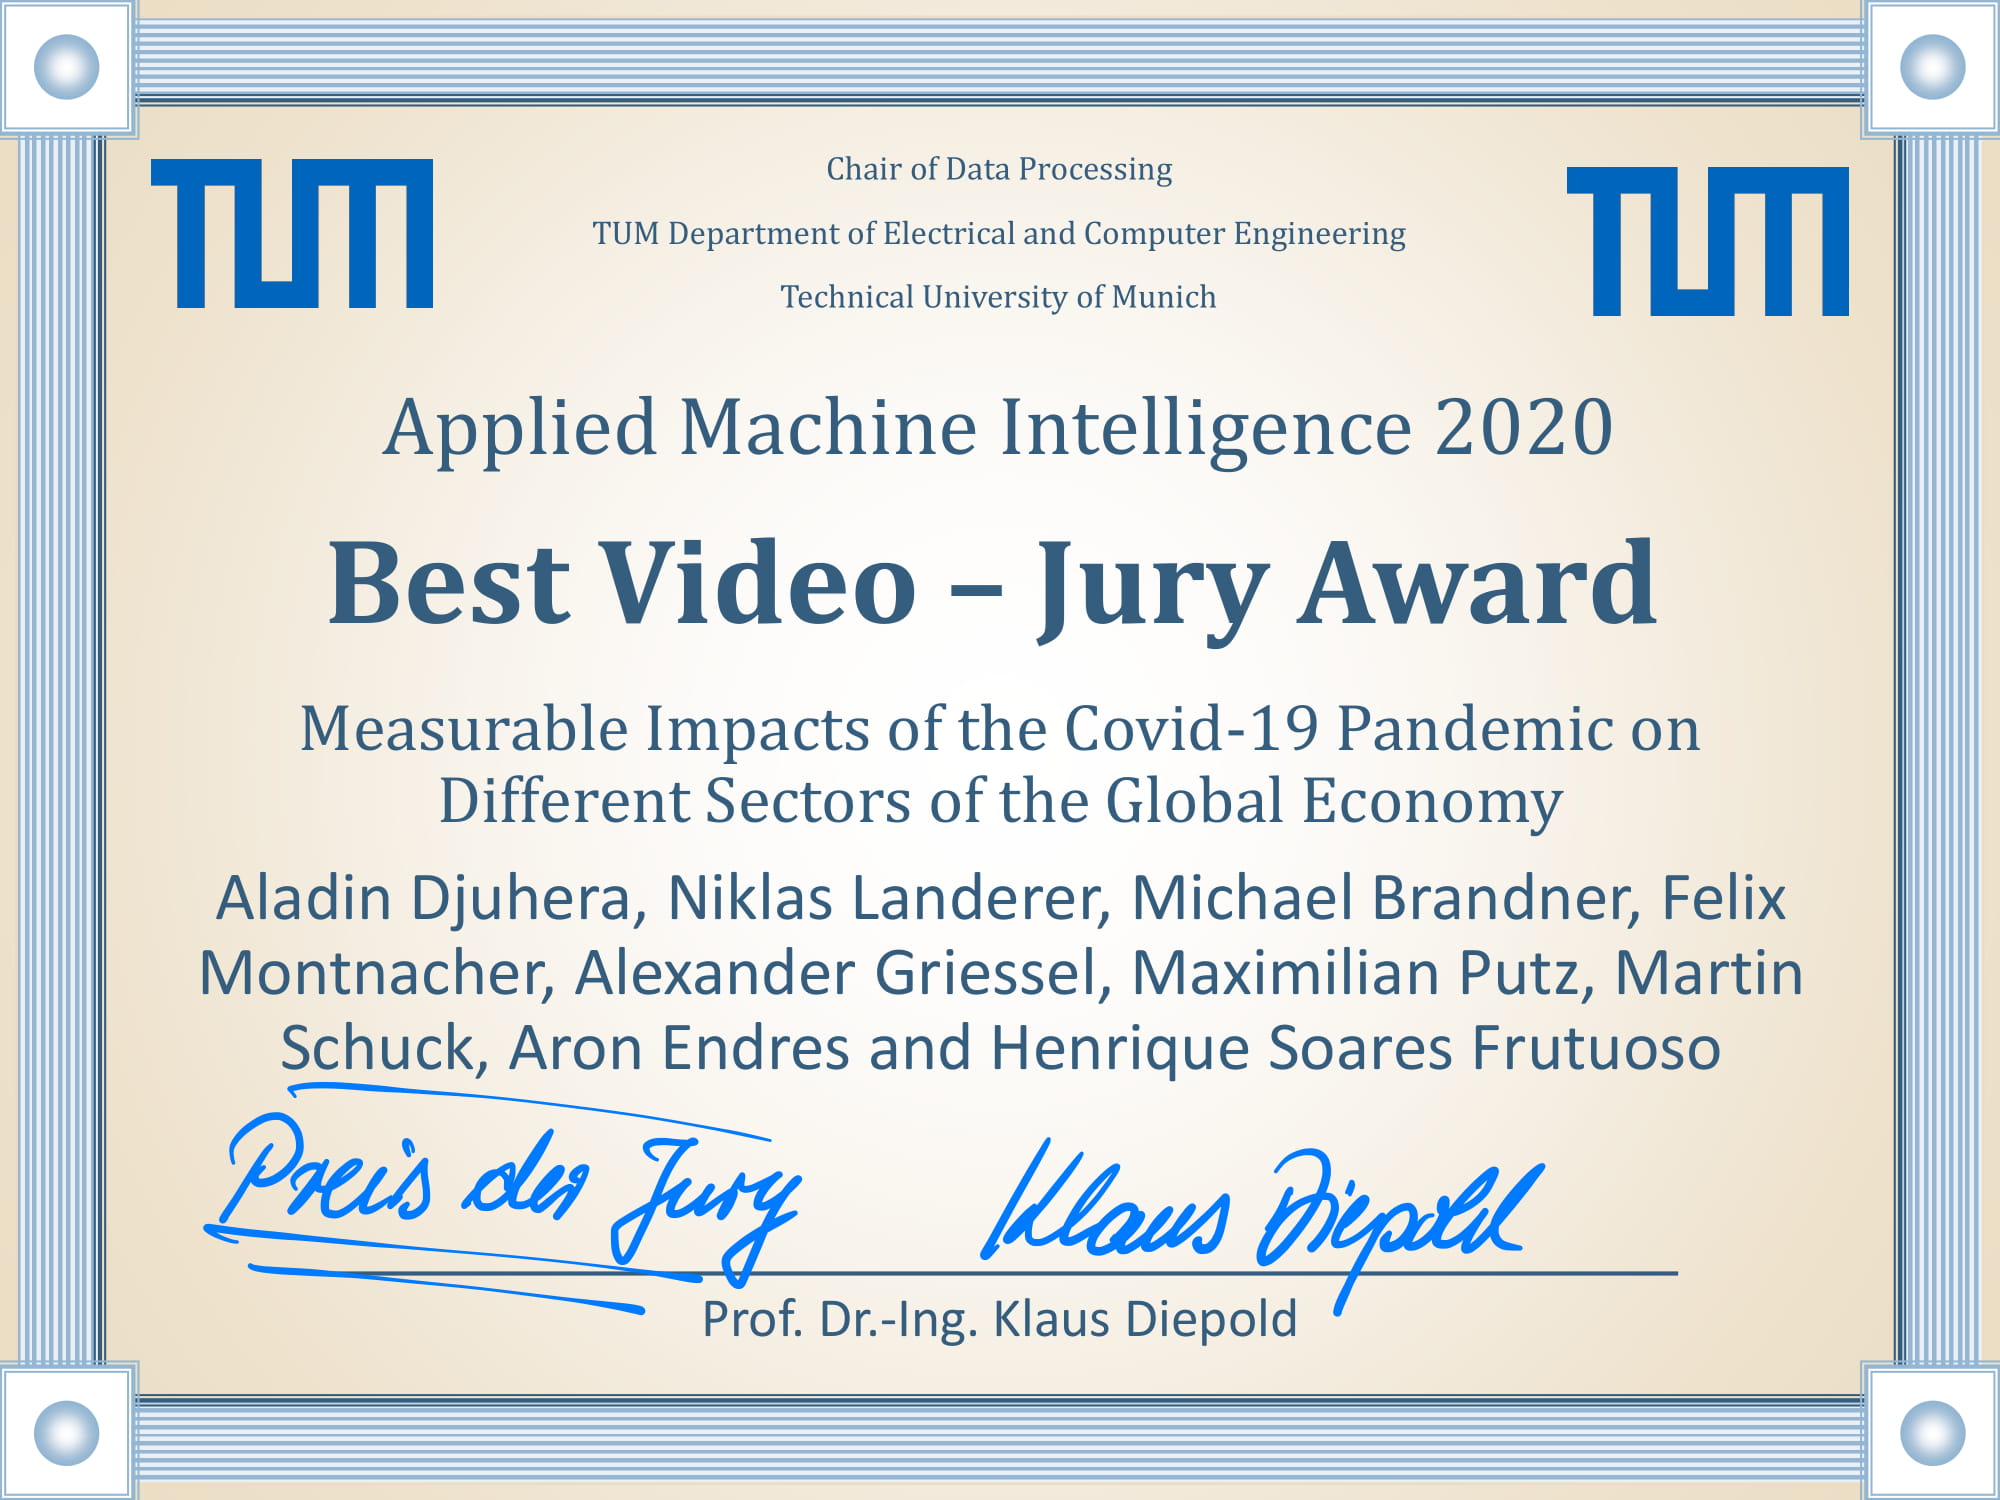 TUM
Chair of Data Processing
TUM Department of Electrical and Computer Engineering
Technical University of Munich
TUM
Applied Machine Intelligence 2020
Best Video – Jury Award
Measurable Impacts of the Covid-19 Pandemic on
Different Sectors of the Global Economy
Aladin Djuhera, Niklas Landerer, Michael Brandner, Felix
Montnacher, Alexander Griessel, Maximilian Putz, Martin
Schuck, Aron Endres and Henrique Soares Frutuoso
Preis der Jury
Klaus Diepold
Prof. Dr.-Ing. Klaus Diepold